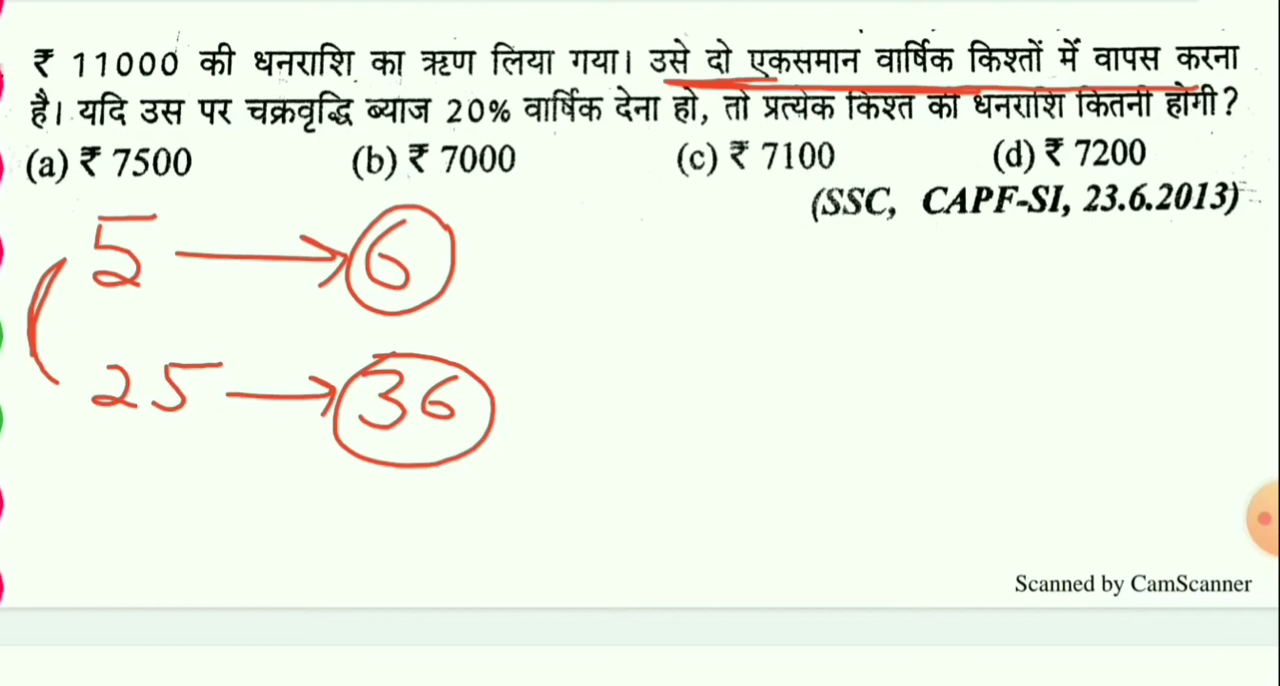 ₹ 11000 की धनराशि का ऋण लिया गया। उसे दो एकसमान वार्षिक किश्तों में वापस करना
है। यदि उस पर चक्रवृद्धि ब्याज 20% वार्षिक देना हो, तो प्रत्येक किश्त की धनराशि कितनी होगी?
(a) ₹ 7500 (b) ₹ 7000 (c) ₹ 7100 (d) ₹ 7200
(SSC, CAPF-SI, 23.6.2013)
5 → 6
25 → 36
Scanned by CamScanner